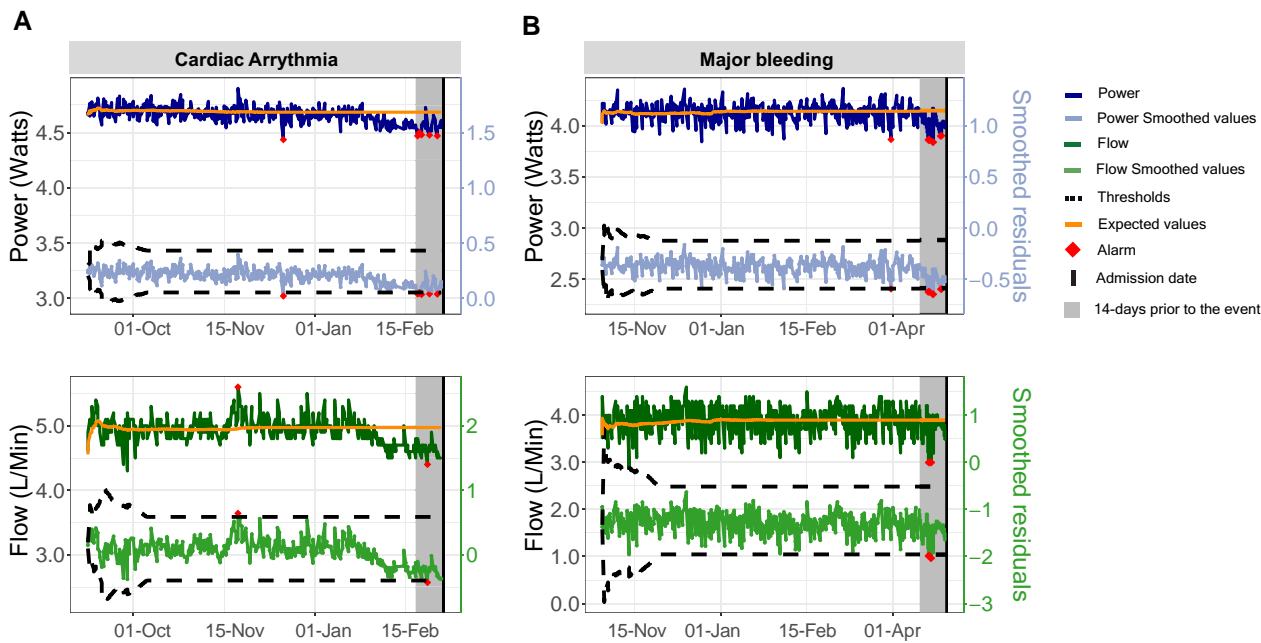 A
B
Cardiac Arrythmia
Major bleeding
Power (Watts)
4.5
4.0
3.5
3.0
1.5
1.0
0.5
0.0
01-Oct
15-Nov
01-Jan
15-Feb
Power (Watts)
4.0
3.5
3.0
2.5
1.0
0.5
0.0
−0.5
Smoothed residuals
15-Nov
01-Jan
15-Feb
01-Apr
Power
Power Smoothed values
Flow
Flow Smoothed values
Thresholds
Expected values
Alarm
Admission date
14-days prior to the event
Flow (L/Min)
5.0
4.0
3.0
2
1
0
01-Oct
15-Nov
01-Jan
15-Feb
Flow (L/Min)
4.0
3.0
2.0
1.0
0.0
1
0
−1
−2
−3
Smoothed residuals
15-Nov
01-Jan
15-Feb
01-Apr